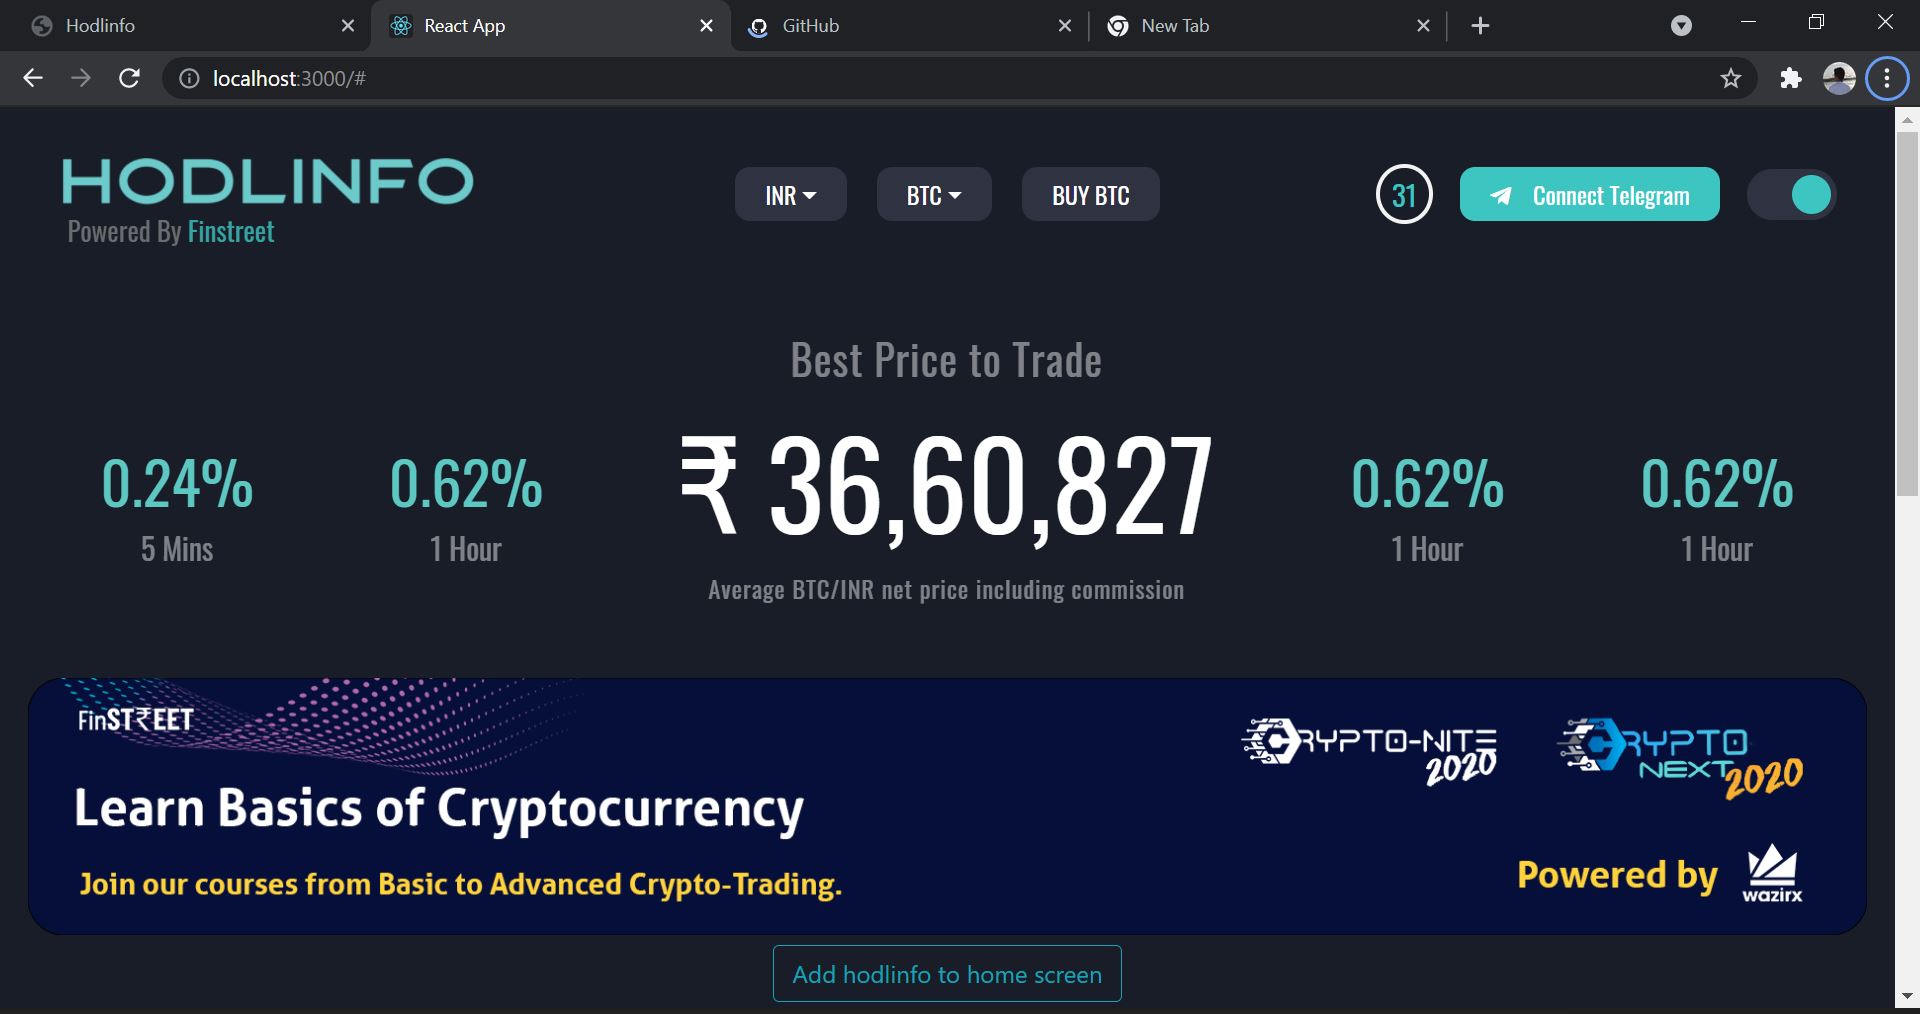 Hodlinfo
React App
GitHub
New Tab
localhost:3000/#
HODLINFO
Powered By Finstreet
INR
BTC
BUY BTC
31
Connect Telegram
Best Price to Trade
0.24%
5 Mins
0.62%
1 Hour
₹ 36,60,827
Average BTC/INR net price including commission
0.62%
1 Hour
0.62%
1 Hour
FinST₹EET
CRYPTO-NITE
2020
CRYPTO
NEXT 2020
Learn Basics of Cryptocurrency
Join our courses from Basic to Advanced Crypto-Trading.
Powered by
wazirx
Add hodlinfo to home screen